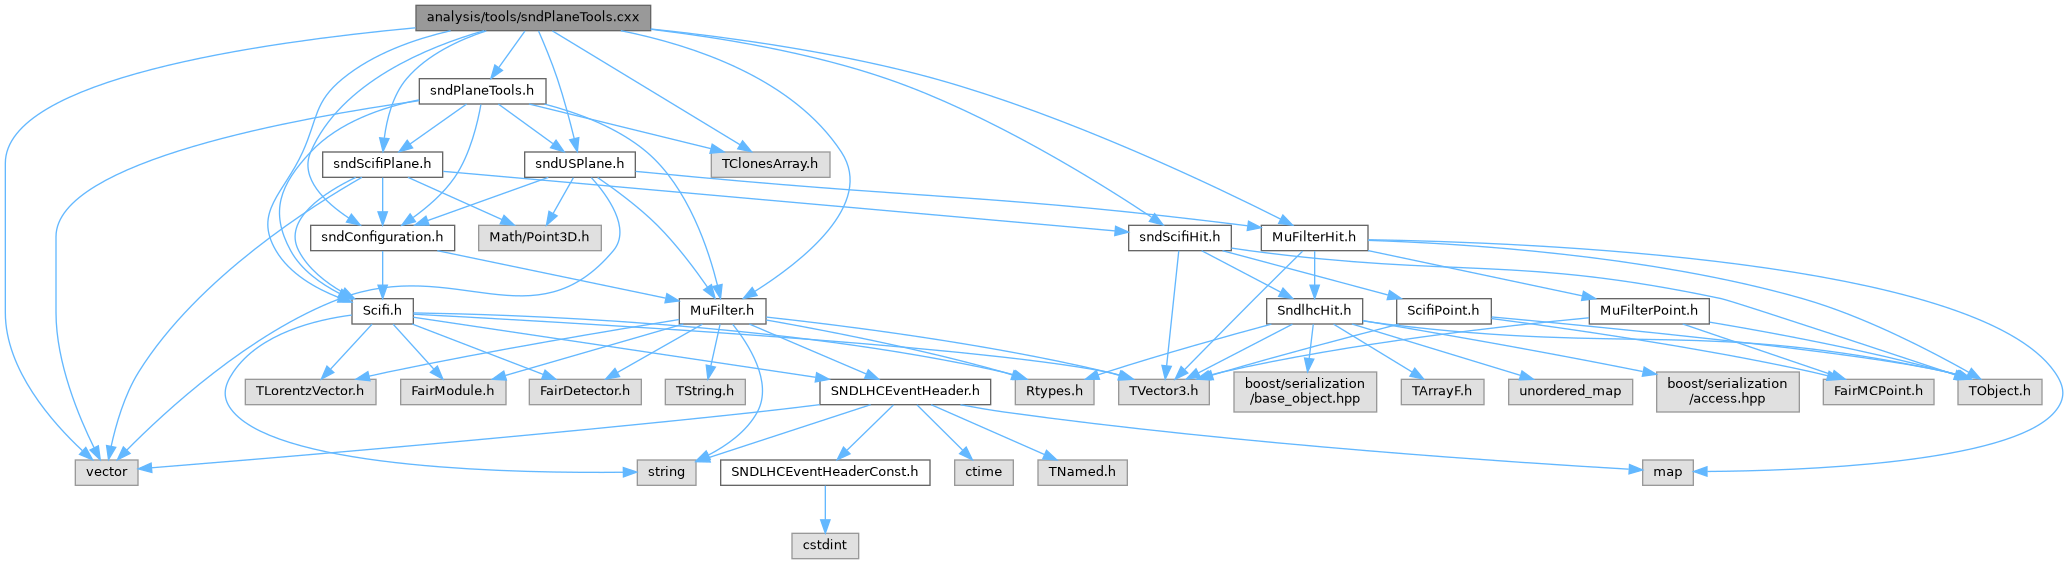 analysis/tools/sndPlaneTools.cxx
sndPlaneTools.h
sndScifiPlane.h
sndUSPlane.h
TClonesArray.h
sndConfiguration.h
Math/Point3D.h
sndScifiHit.h
MuFilterHit.h
Scifi.h
MuFilter.h
SndlhcHit.h
ScifiPoint.h
MuFilterPoint.h
TLorentzVector.h
FairModule.h
FairDetector.h
TString.h
SNDLHCEventHeader.h
Rtypes.h
TVector3.h
boost/serialization
/base_object.hpp
TArrayF.h
unordered_map
boost/serialization
/access.hpp
FairMCPoint.h
TObject.h
vector
string
SNDLHCEventHeaderConst.h
ctime
TNamed.h
map
cstdint